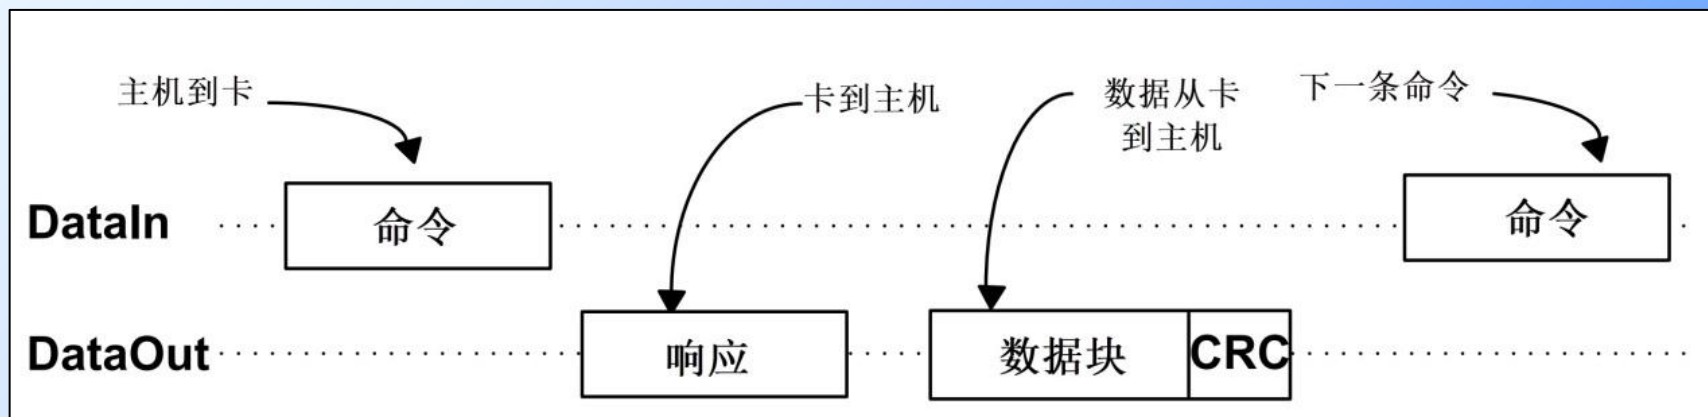 主机到卡
卡到主机
数据从卡
到主机
下一条命令
DataIn
命令
命令
DataOut
响应
数据块
CRC